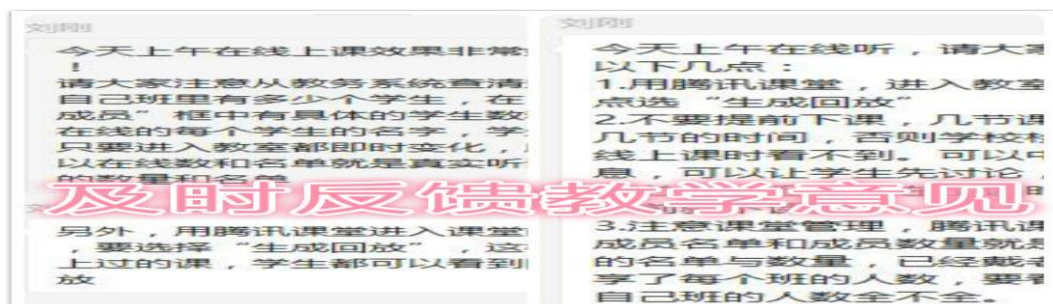 刘刚
今天上午在线上课效果非常
！
请大家注意从教务系统查清
自己班里有多少个学生，在
成员”框中有具体的学生数
在线的每个学生的名字，学
只要进入教室都即时变化，
以在线数和名单就是真实听
的数量和名单
另外，用腾讯课堂进入课堂
，要选择“生成回放”，这
上过的课，学生都可以看到
放
刘刚
今天上午在线听，请大家
以下几点：
1.用腾讯课堂，进入教室
点选“生成回放”
2.不要提前下课，几节课
几节的时间，否则学校
线上课时看不到。可以中
息，可以让学生先讨论，
3.注意课堂管理，腾讯课
成员名单和成员数量就是
的名单与数量，已经
享了每个班的人数，要看
自己班的人数全不全。
及时反馈教学意见